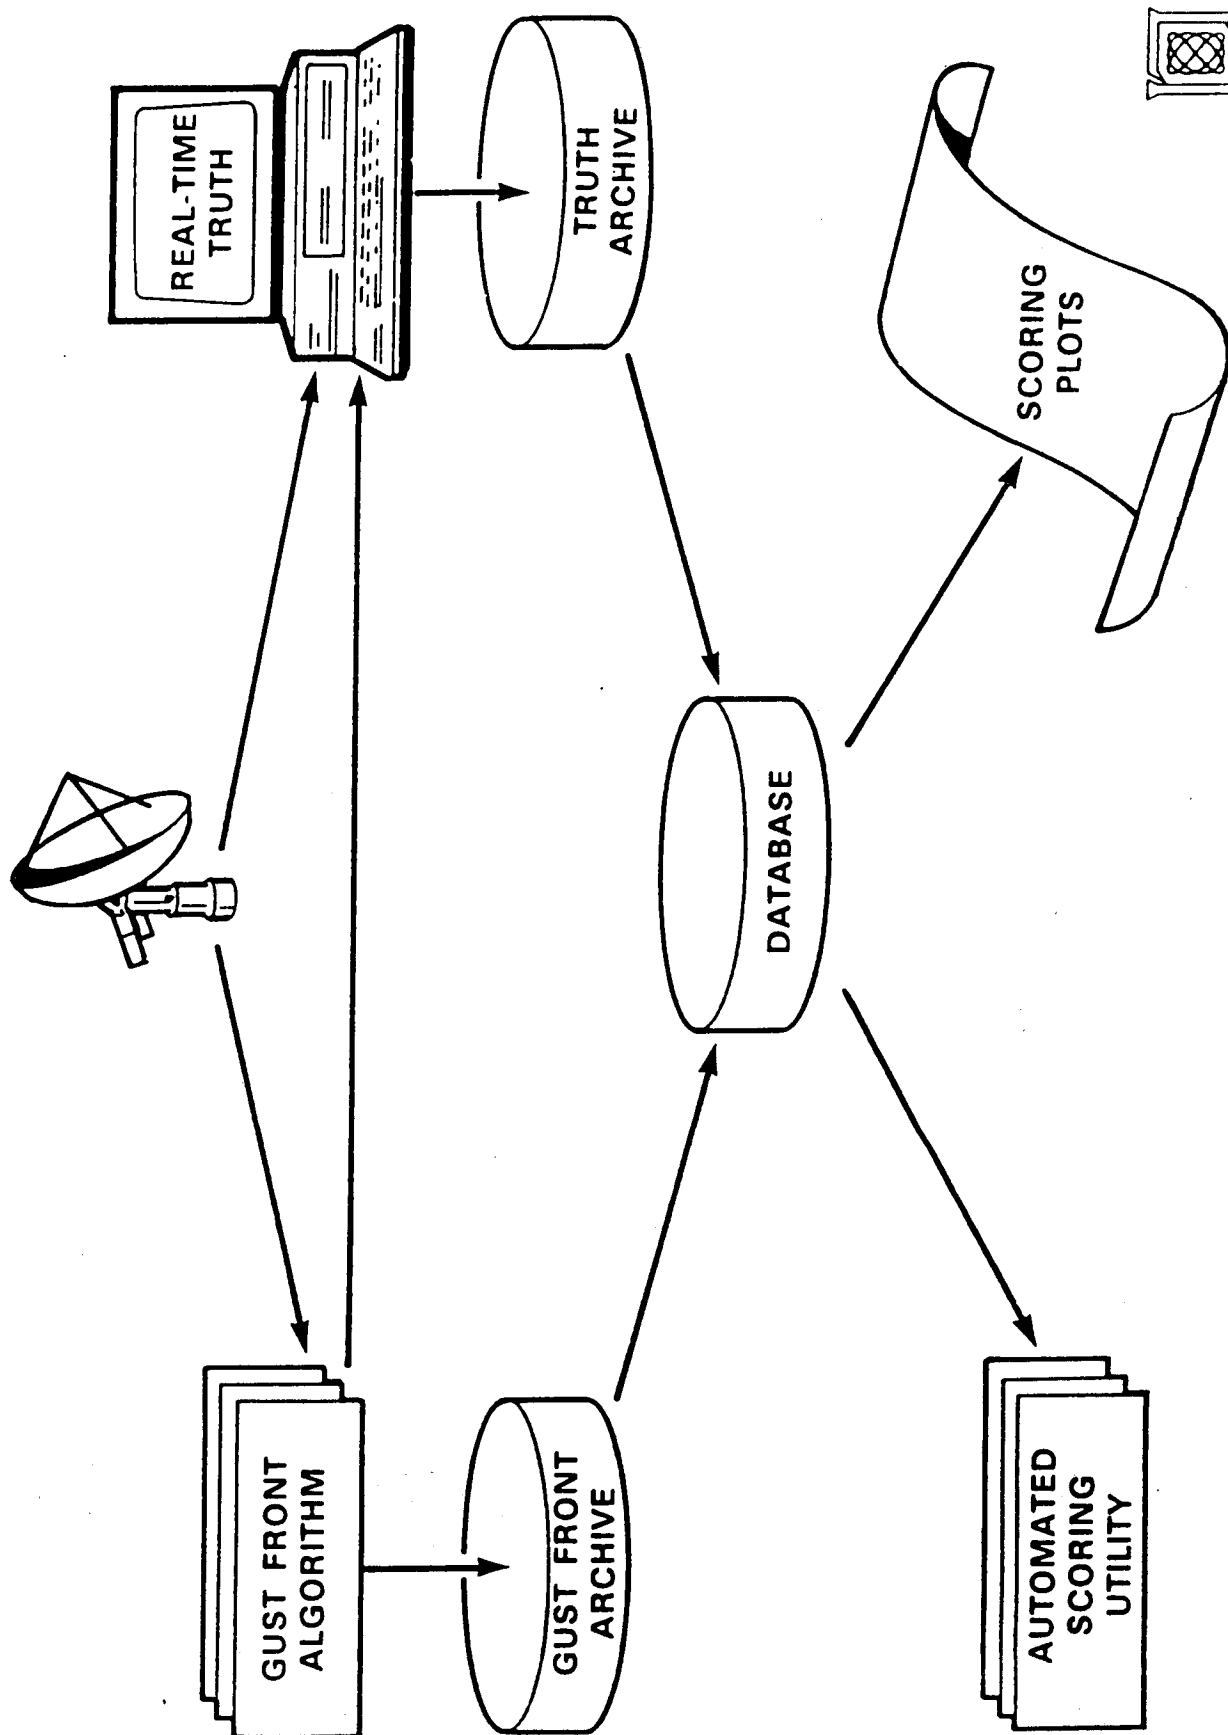 GUST FRONT
ALGORITHM
REAL-TIME
TRUTH
GUST FRONT
ARCHIVE
TRUTH
ARCHIVE
DATABASE
AUTOMATED
SCORING
UTILITY
SCORING
PLOTS